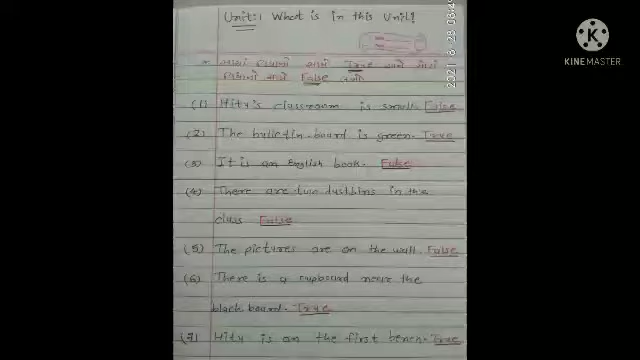 Unit:1 What is in this Unit?
True
False
(1) Hity's classroom is small. False
(2) The bulletin-board is green. True
(3) It is an English book. False
(4) There are two dustbins in the
class False
(5) The pictures are on the wall. False
(6) There is a cupboard near the
black board. True
(7) Hity is on the first bench. True
2021-8-28 08:49
K
KINEMASTER